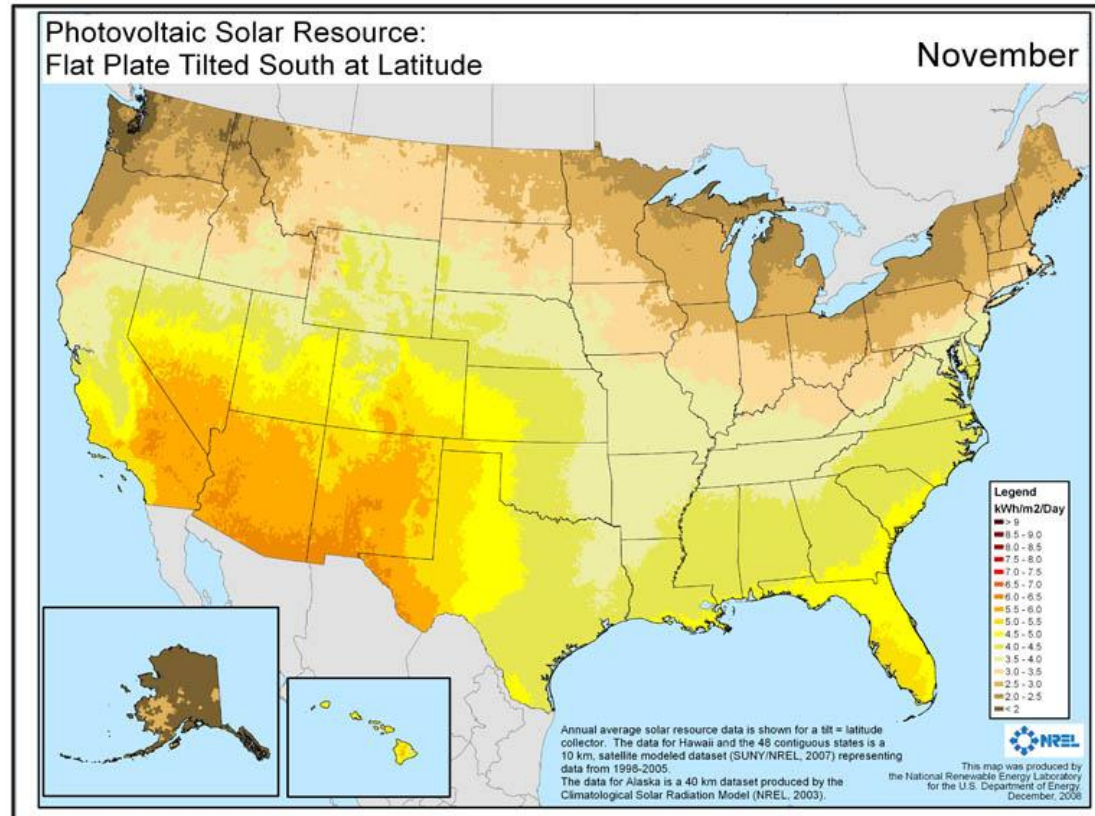 Photovoltaic Solar Resource:
Flat Plate Tilted South at Latitude
November
Legend
kWh/m2/Day
> 9
8.5 - 9.0
8.0 - 8.5
7.5 - 8.0
7.0 - 7.5
6.5 - 7.0
6.0 - 6.5
5.5 - 6.0
5.0 - 5.5
4.5 - 5.0
4.0 - 4.5
3.5 - 4.0
3.0 - 3.5
2.5 - 3.0
2.0 - 2.5
< 2
Annual average solar resource data is shown for a tilt = latitude
collector. The data for Hawaii and the 48 contiguous states is a
10 km, satellite modeled dataset (SUNY/NREL, 2007) representing
data from 1998-2005.
The data for Alaska is a 40 km dataset produced by the
Climatological Solar Radiation Model (NREL, 2003).
NREL
This map was produced by
the National Renewable Energy Laboratory
for the U.S. Department of Energy.
December, 2008